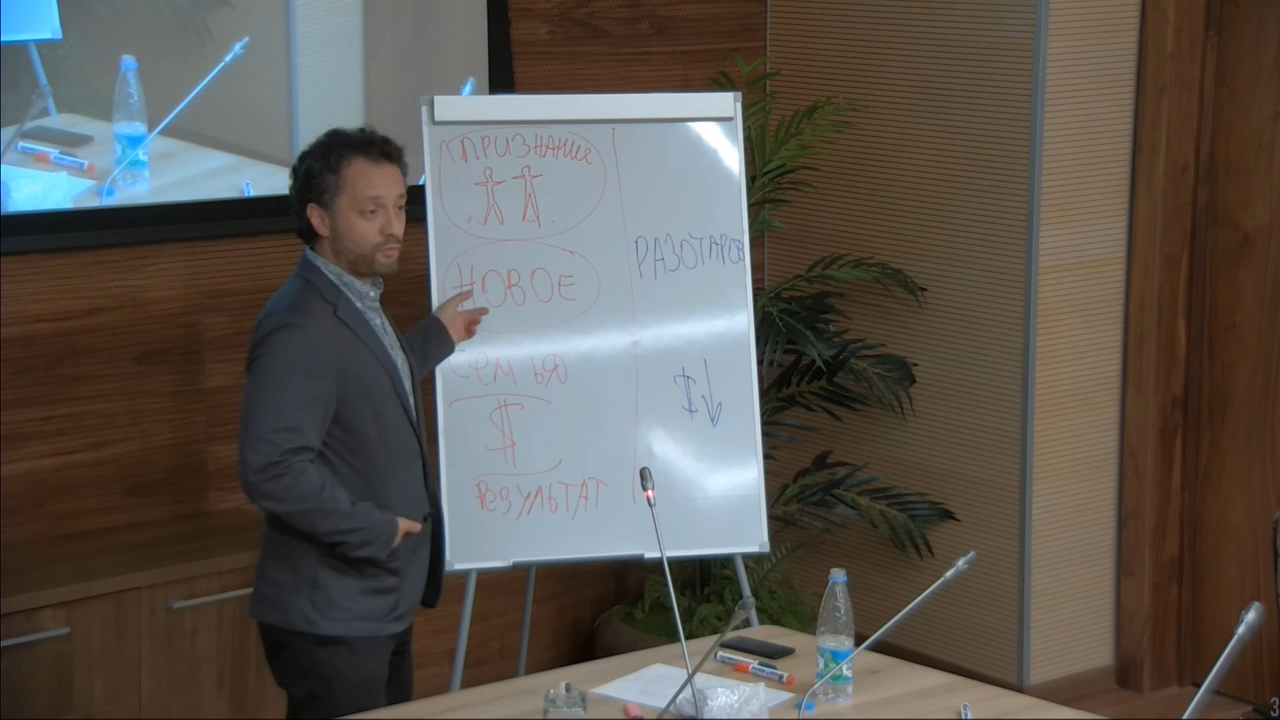 ПРИЗНАНИЕ
НОВОЕ
СЕМЬЯ
$
РЕЗУЛЬТАТ
РАЗОЧАРОВ
$↓